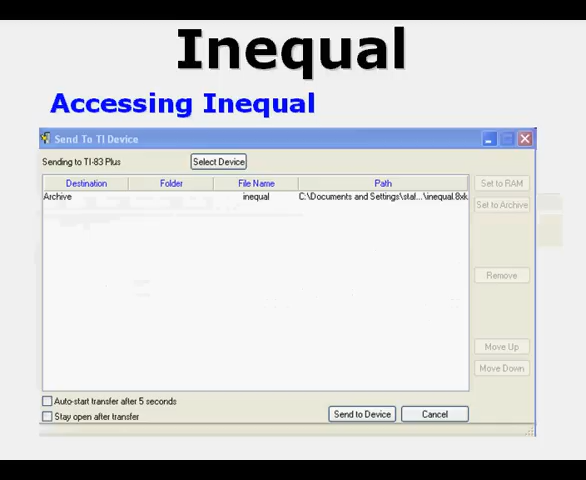 Inequal
Accessing Inequal
Send To TI Device
Sending to TI-83 Plus
Select Device
Destination Folder File Name Path
Archive inequal C:\Documents and Settings\stal...\inequal.8xk
Set to RAM
Set to Archive
Remove
Move Up
Move Down
Auto-start transfer after 5 seconds
Stay open after transfer
Send to Device
Cancel